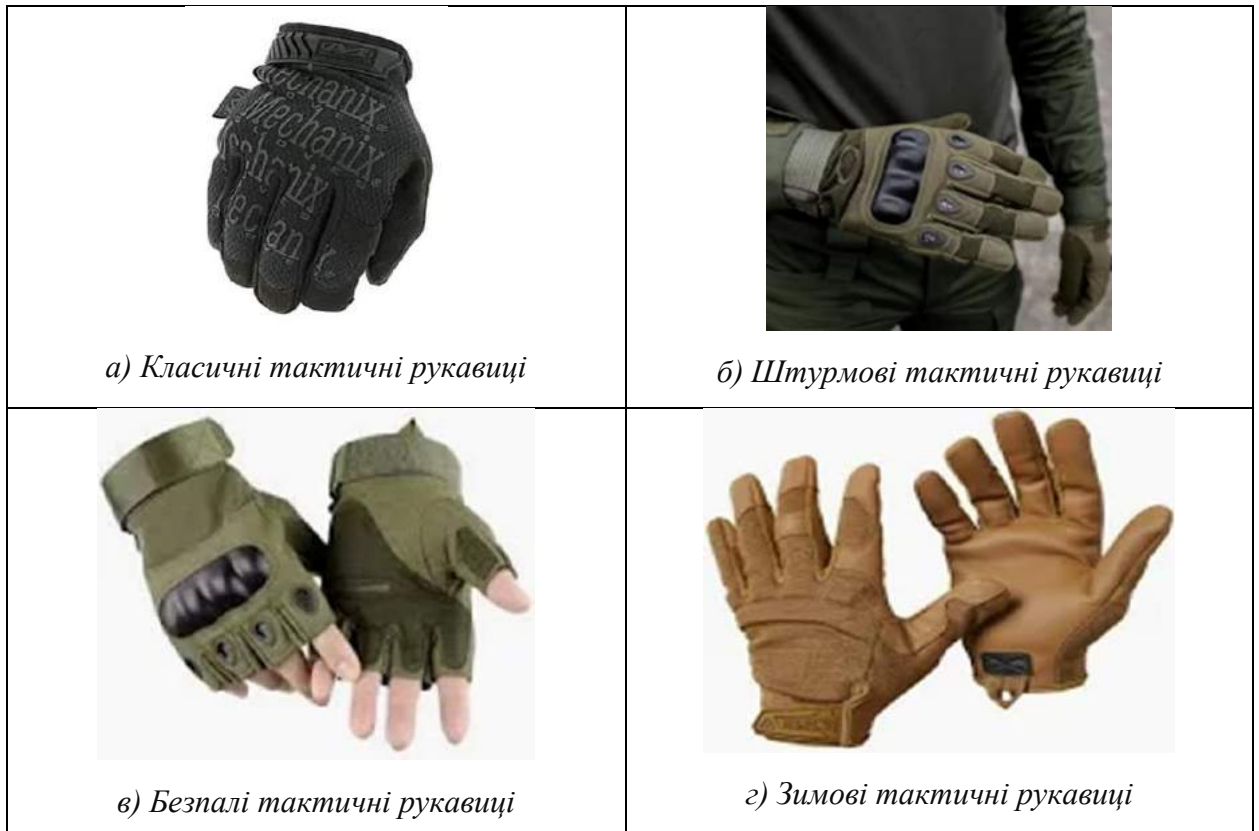 Mechanix.
Mechanix.
Mechanix
а) Класичні тактичні рукавиці
б) Штурмові тактичні рукавиці
в) Безпалі тактичні рукавиці
г) Зимові тактичні рукавиці